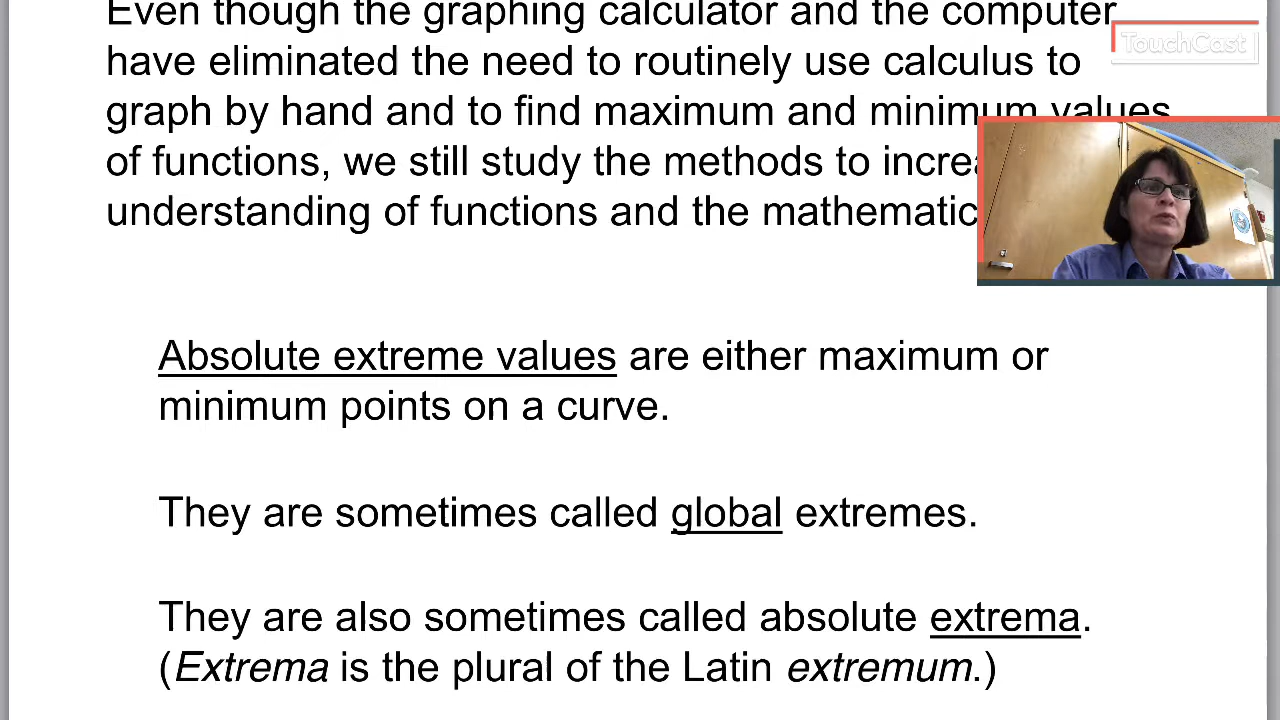 Even though the graphing calculator and the computer
TouchCast
have eliminated the need to routinely use calculus to
graph by hand and to find maximum and minimum values
of functions, we still study the methods to
understanding of functions and the
Absolute extreme values are either maximum or
minimum points on a curve.
They are sometimes called global extremes.
They are also sometimes called absolute extrema.
(Extrema is the plural of the Latin extremum.)